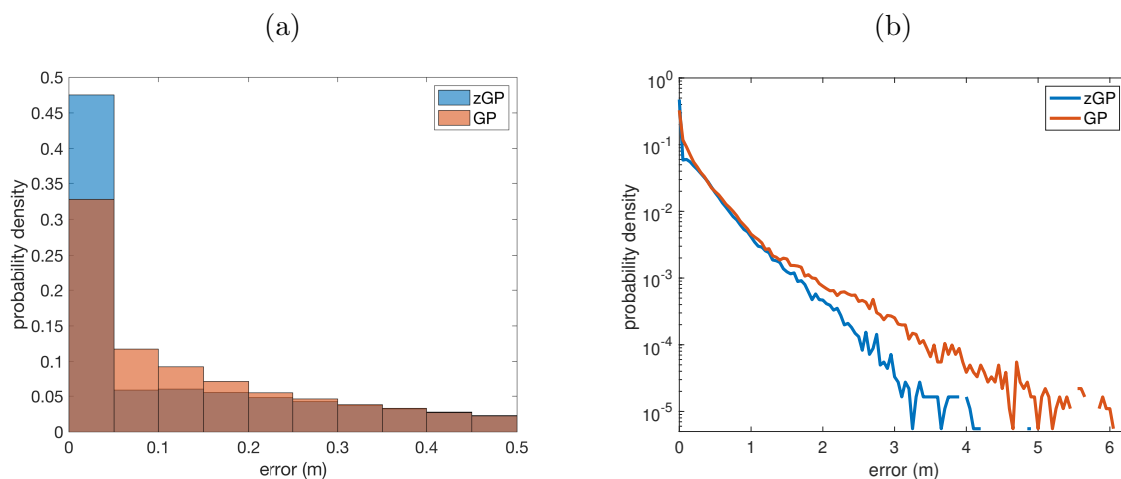 (a)
0.5
0.45
0.4
0.35
0.3
0.25
0.2
0.15
0.1
0.05
0
probability density
zGP
GP
0 0.1 0.2 0.3 0.4 0.5
error (m)
(b)
10^0
10^-1
10^-2
10^-3
10^-4
10^-5
probability density
zGP
GP
0 1 2 3 4 5 6
error (m)